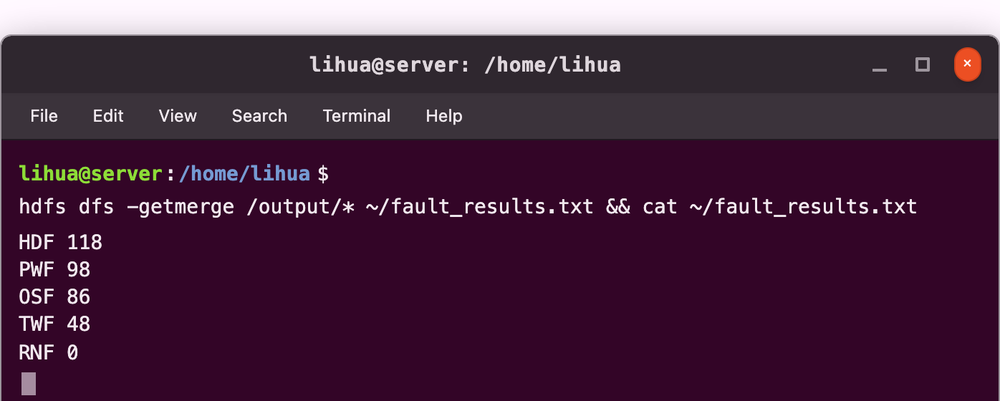 lihua@server: /home/lihua
×
File Edit View Search Terminal Help
lihua@server:/home/lihua $
hdfs dfs -getmerge /output/* ~/fault_results.txt && cat ~/fault_results.txt
HDF 118
PWF 98
OSF 86
TWF 48
RNF 0